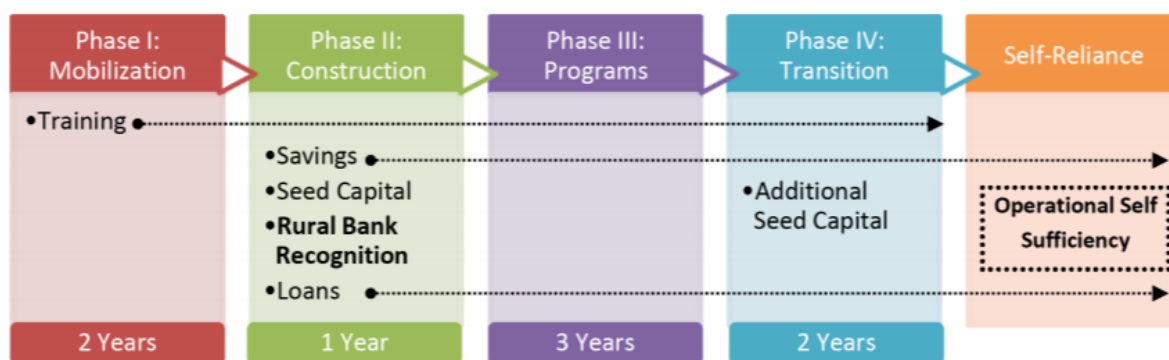 Phase I:
Mobilization
Phase II:
Construction
Phase III:
Programs
Phase IV:
Transition
Self-Reliance
•Training
•Savings
•Seed Capital
•Rural Bank
Recognition
•Loans
•Additional
Seed Capital
Operational Self
Sufficiency
2 Years
1 Year
3 Years
2 Years